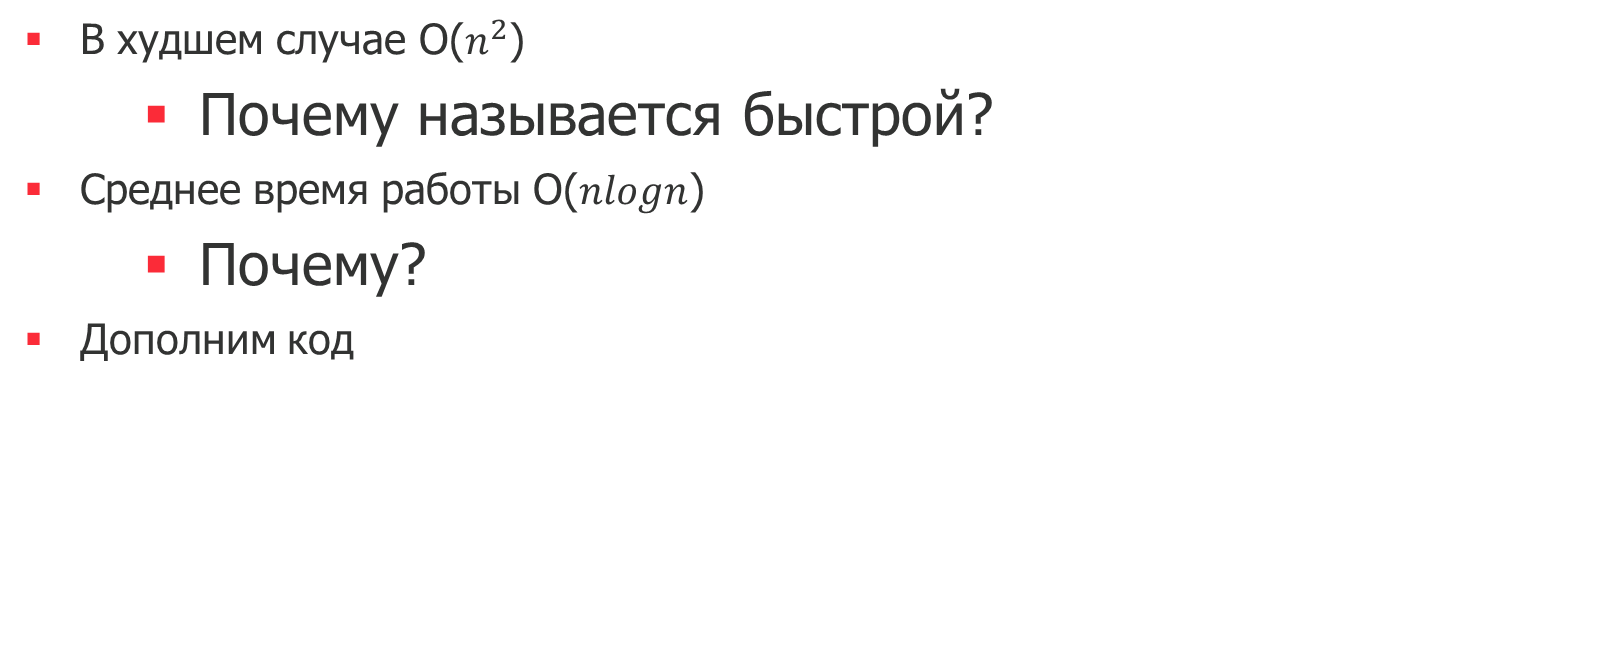 ▪ В худшем случае O(𝑛²)
▪ Почему называется быстрой?
▪ Среднее время работы O(𝑛𝑙𝑜𝑔𝑛)
▪ Почему?
▪ Дополним код